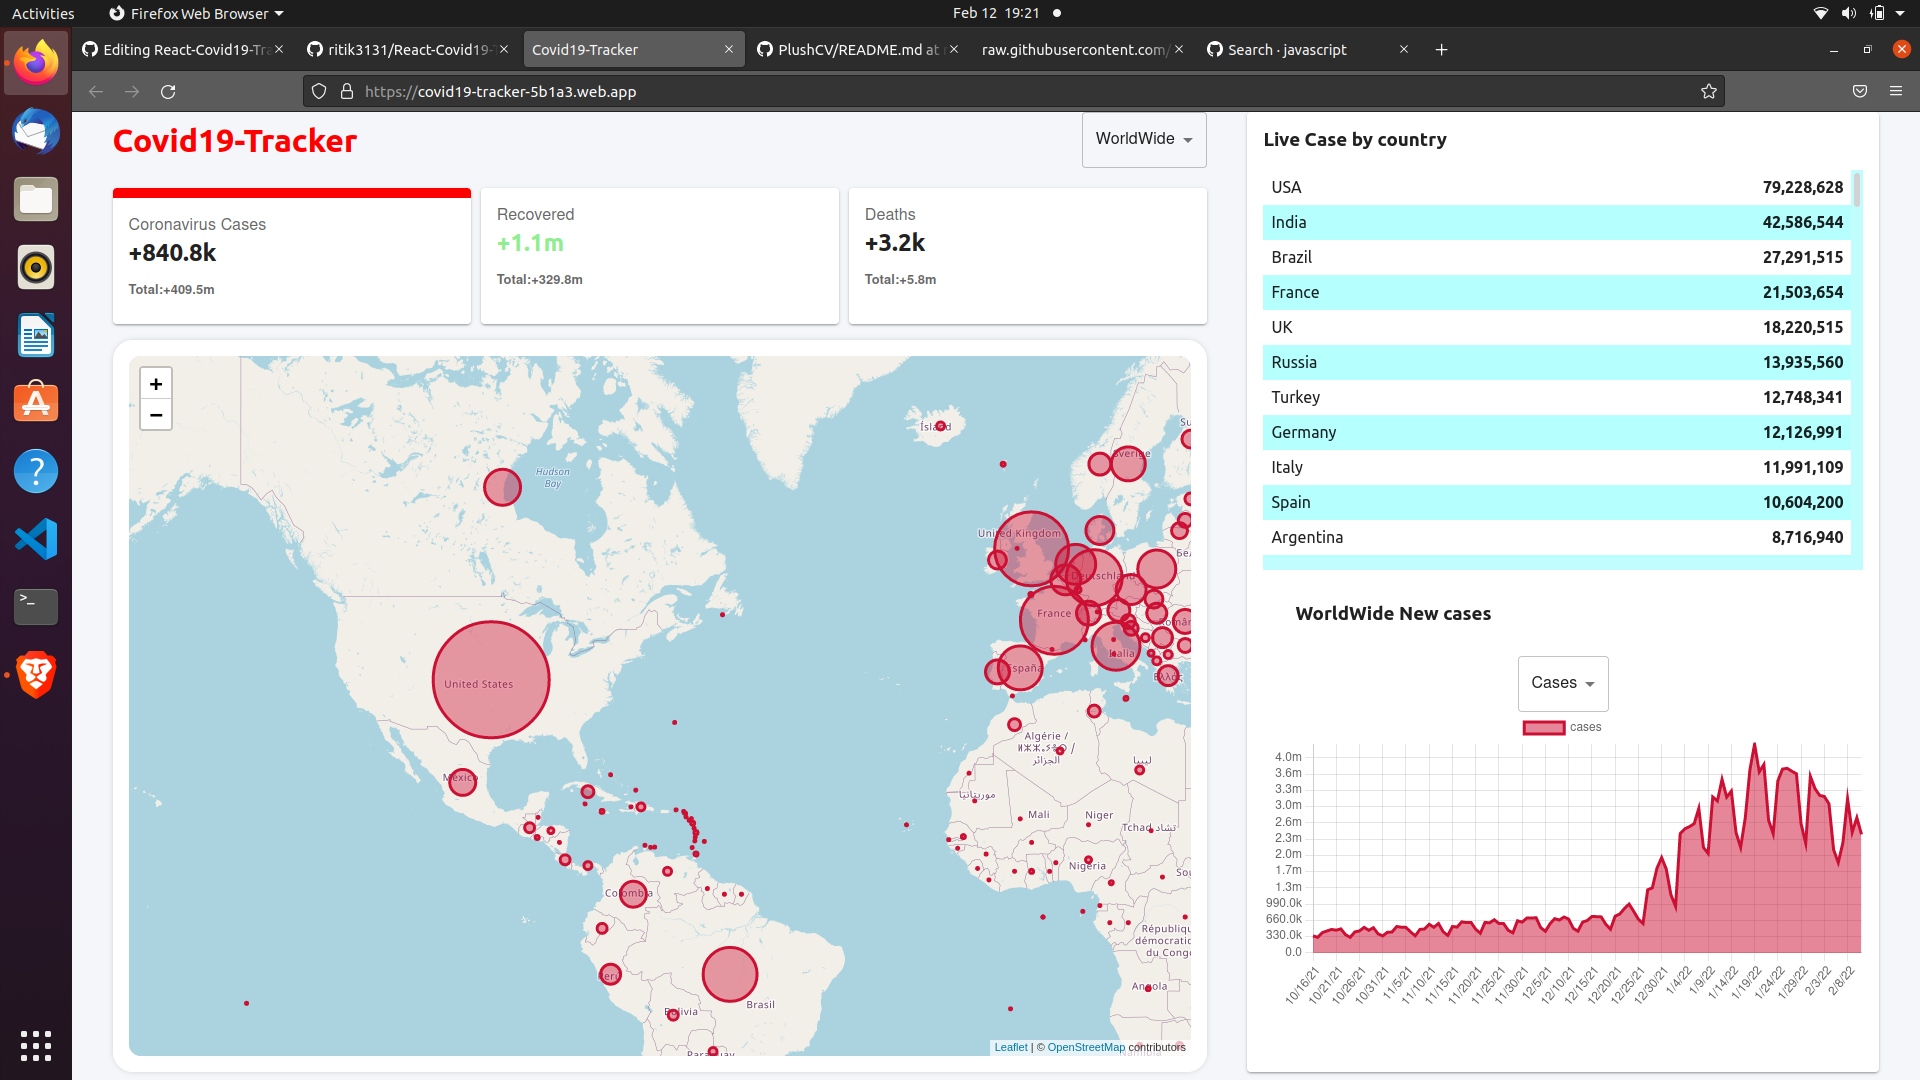 Activities
Firefox Web Browser
Feb 12 19:21
Editing React-Covid19-Tra
ritik3131/React-Covid19-
Covid19-Tracker
PlushCV/README.md at
raw.githubusercontent.com/
Search · javascript
https://covid19-tracker-5b1a3.web.app
Covid19-Tracker
WorldWide
Coronavirus Cases
+840.8k
Total:+409.5m
Recovered
+1.1m
Total:+329.8m
Deaths
+3.2k
Total:+5.8m
+
−
Hudson
Bay
Ísland
Sverige
United Kingdom
Deutschland
France
Italia
España
Ελλάς
United States
México
Algérie /
الجزائر
ليبيا
موريتانيا
Mali
Niger
Tchad تشاد
Nigeria
Colombia
Perú
Brasil
Bolivia
Paraguay
Républiqu
démocratic
du Congo
Angola
Namibia
Leaflet | © OpenStreetMap contributors
Live Case by country
USA 79,228,628
India 42,586,544
Brazil 27,291,515
France 21,503,654
UK 18,220,515
Russia 13,935,560
Turkey 12,748,341
Germany 12,126,991
Italy 11,991,109
Spain 10,604,200
Argentina 8,716,940
WorldWide New cases
Cases
cases
4.0m
3.6m
3.3m
3.0m
2.6m
2.3m
2.0m
1.7m
1.3m
990.0k
660.0k
330.0k
0.0
10/16/21
10/21/21
10/26/21
10/31/21
11/5/21
11/10/21
11/15/21
11/20/21
11/25/21
11/30/21
12/5/21
12/10/21
12/15/21
12/20/21
12/25/21
12/30/21
1/4/22
1/9/22
1/14/22
1/19/22
1/24/22
1/29/22
2/3/22
2/8/22